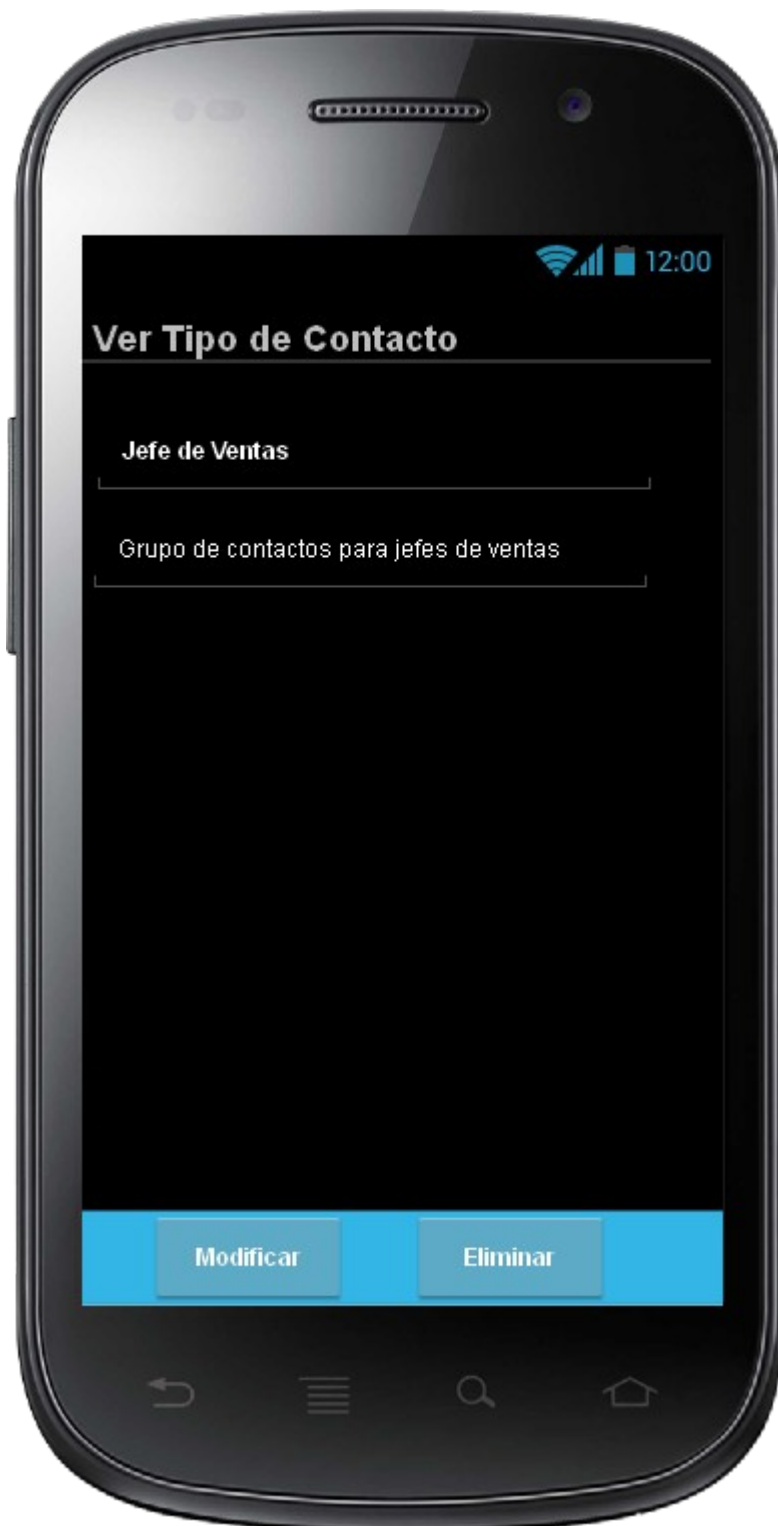 12:00
Ver Tipo de Contacto
Jefe de Ventas
Grupo de contactos para jefes de ventas
Modificar
Eliminar